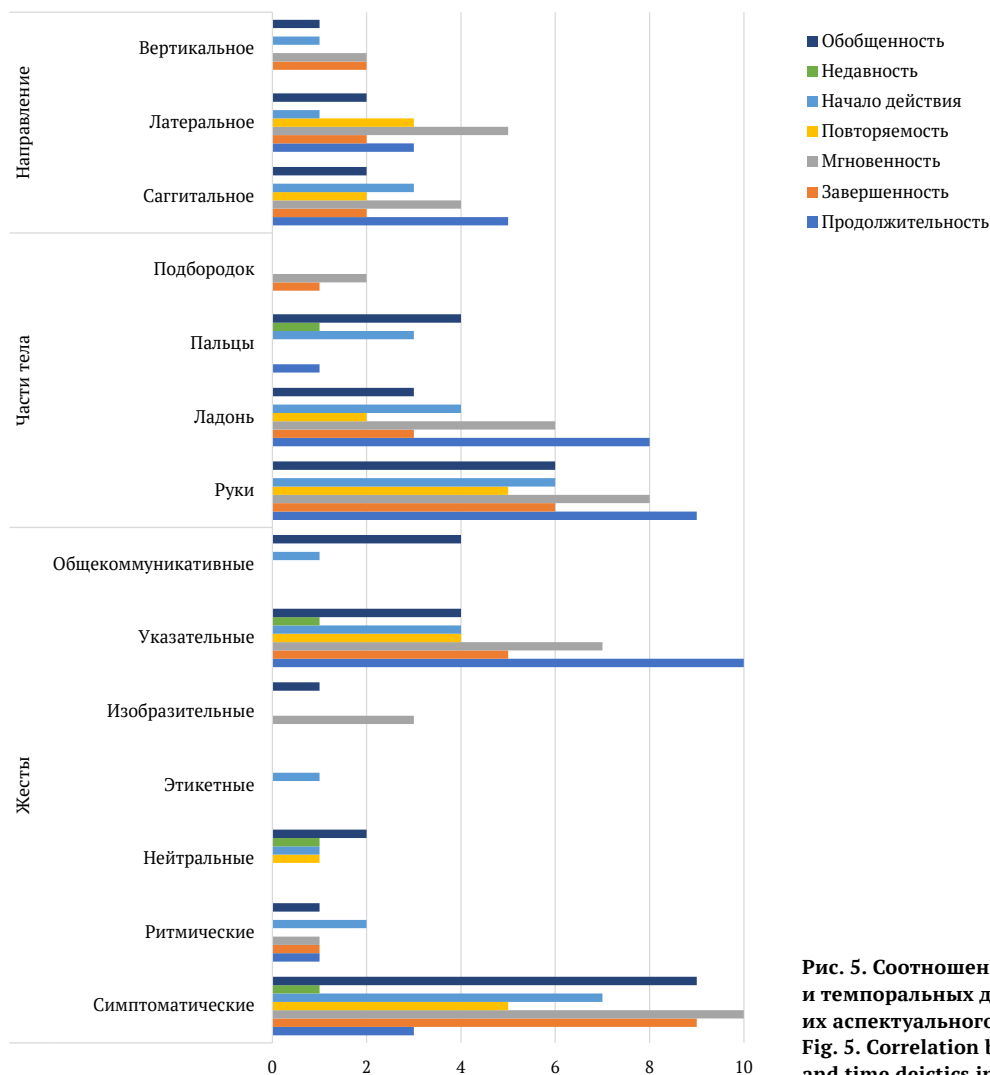 Направление
Вертикальное
Латеральное
Саггитальное
Части тела
Подбородок
Пальцы
Ладонь
Руки
Жесты
Общекоммуникативные
Указательные
Изобразительные
Этикетные
Нейтральные
Ритмические
Симптоматические
0 2 4 6 8 10
Обобщенность
Недавность
Начало действия
Повторяемость
Мгновенность
Завершенность
Продолжительность
Рис. 5.
и темпоральных
их аспектуального
Fig. 5. Correlation
and time deictics